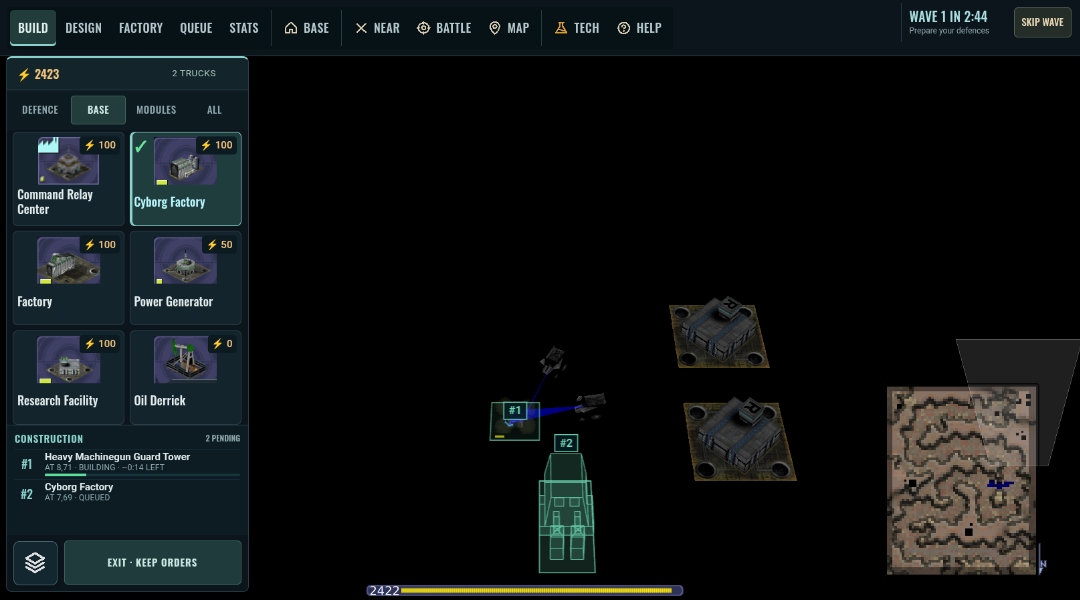 BUILD DESIGN FACTORY QUEUE STATS BASE NEAR BATTLE MAP TECH HELP
WAVE 1 IN 2:44
Prepare your defences
SKIP WAVE
2423
2 TRUCKS
DEFENCE BASE MODULES ALL
100
Command Relay
Center
100
Cyborg Factory
100
Factory
50
Power Generator
100
Research Facility
0
Oil Derrick
CONSTRUCTION
2 PENDING
#1
Heavy Machinegun Guard Tower
AT 8,71 · BUILDING · ~0:14 LEFT
#2
Cyborg Factory
AT 7,69 · QUEUED
EXIT · KEEP ORDERS
#1
#2
2422
R
R
N